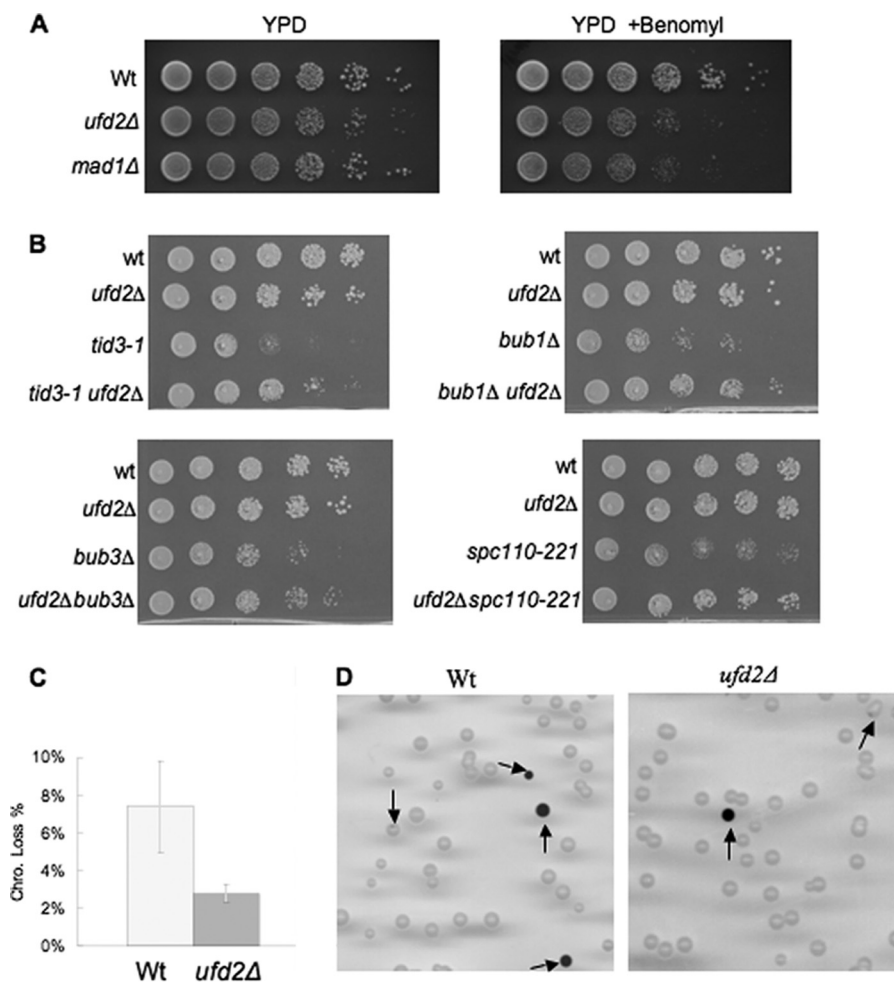 A
YPD
YPD +Benomyl
Wt
ufd2Δ
mad1Δ
B
wt
ufd2Δ
tid3-1
tid3-1 ufd2Δ
wt
ufd2Δ
bub1Δ
bub1Δ ufd2Δ
wt
ufd2Δ
bub3Δ
ufd2Δbub3Δ
wt
ufd2Δ
spc110-221
ufd2Δspc110-221
C
Chro. Loss %
10%
8%
6%
4%
2%
0%
Wt
ufd2Δ
D
Wt
ufd2Δ